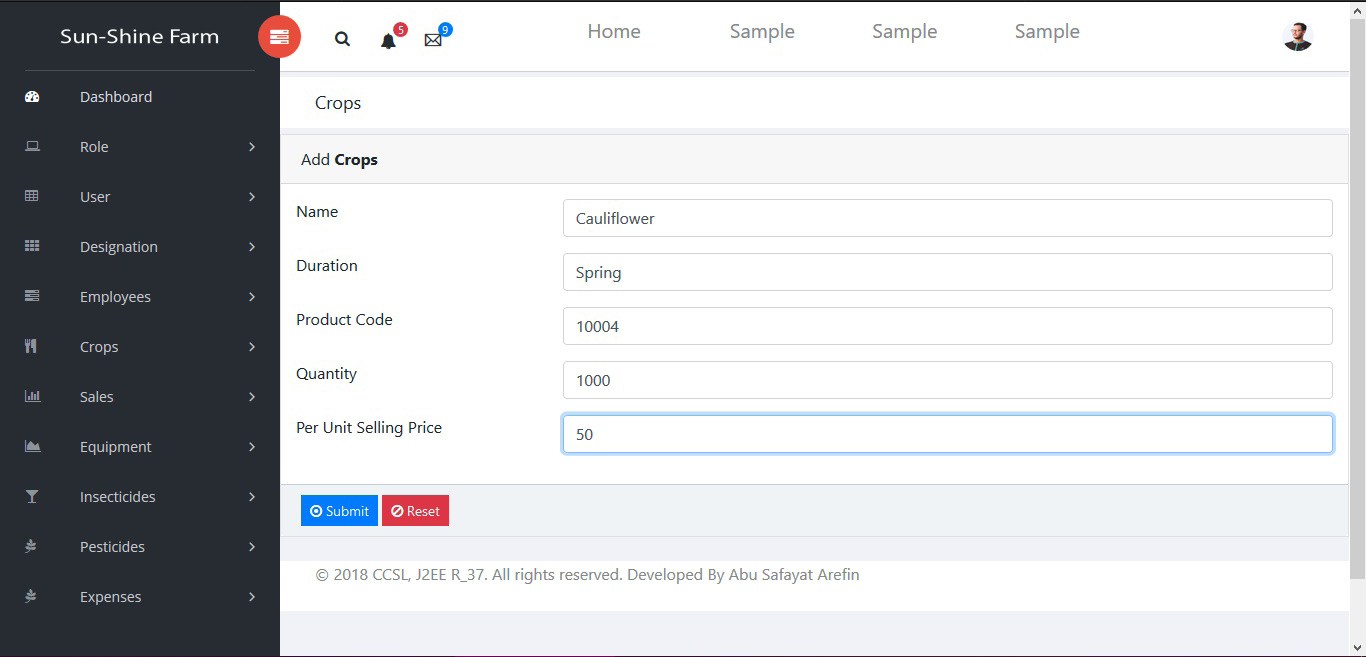 Sun-Shine Farm
5
9
Home
Sample
Sample
Sample
Dashboard
Role
User
Designation
Employees
Crops
Sales
Equipment
Insecticides
Pesticides
Expenses
Crops
Add Crops
Name
Cauliflower
Duration
Spring
Product Code
10004
Quantity
1000
Per Unit Selling Price
50
Submit
Reset
© 2018 CCSL, J2EE R_37. All rights reserved. Developed By Abu Safayat Arefin